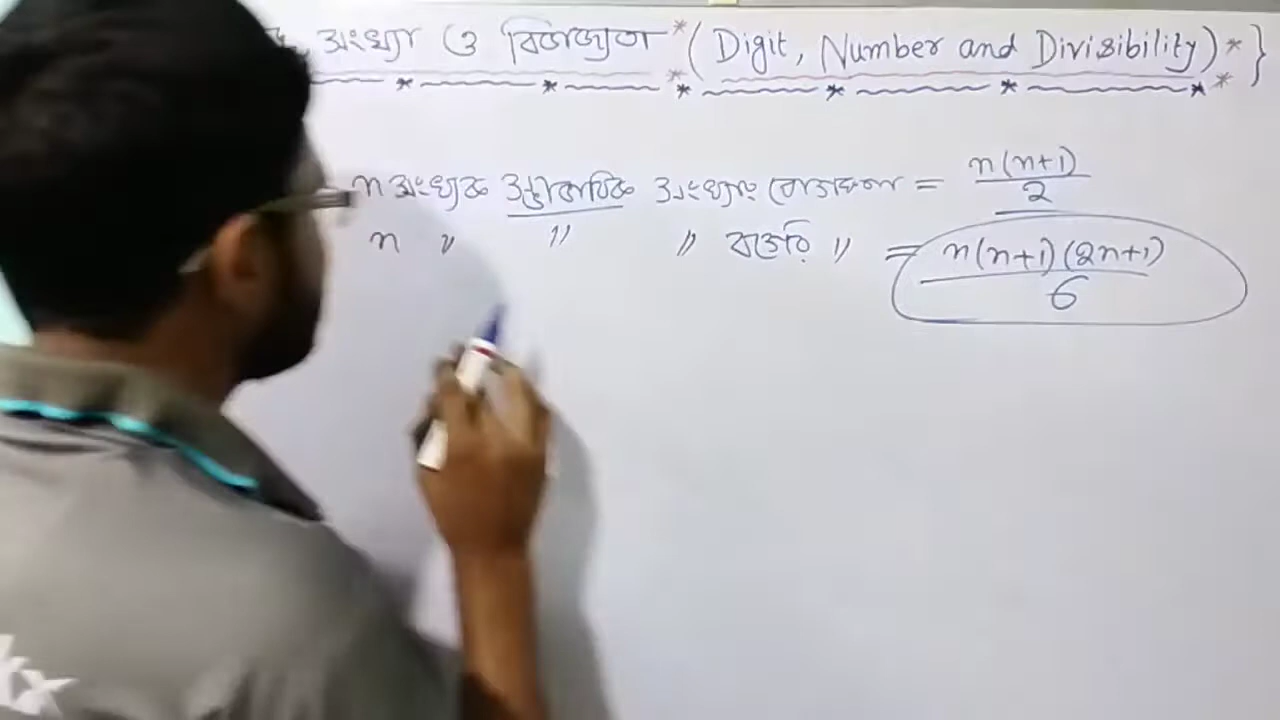 সংখ্যা ও বিভাজ্যতা * ( Digit, Number and Divisibility ) * }
n সংখ্যক স্বাভাবিক সংখ্যার যোগফল = n(n+1)/2
n " " " বর্গের " = n(n+1)(2n+1)/6